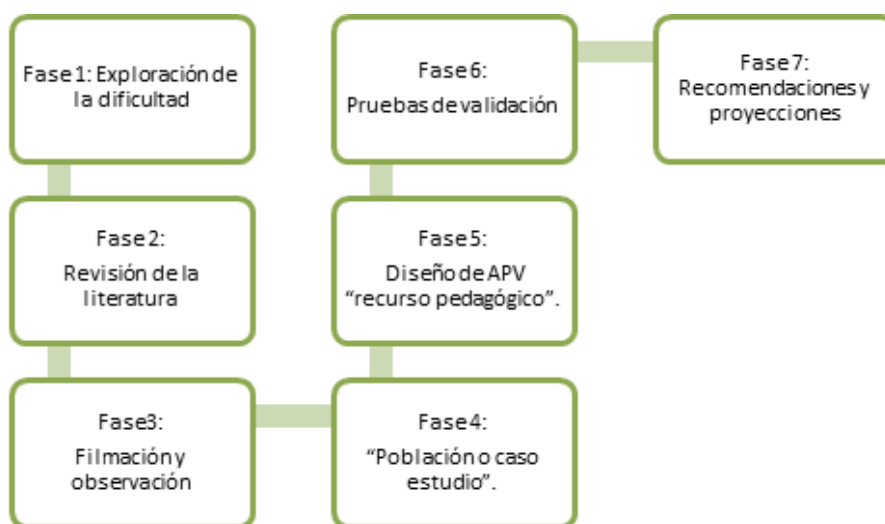 Fase 1: Exploración de
la dificultad
Fase 2:
Revisión de la
literatura
Fase3:
Filmación y
observación
Fase 4:
“Población o caso
estudio”.
Fase 5:
Diseño de APV
“recurso pedagógico”.
Fase 6:
Pruebas de validación
Fase 7:
Recomendaciones y
proyecciones